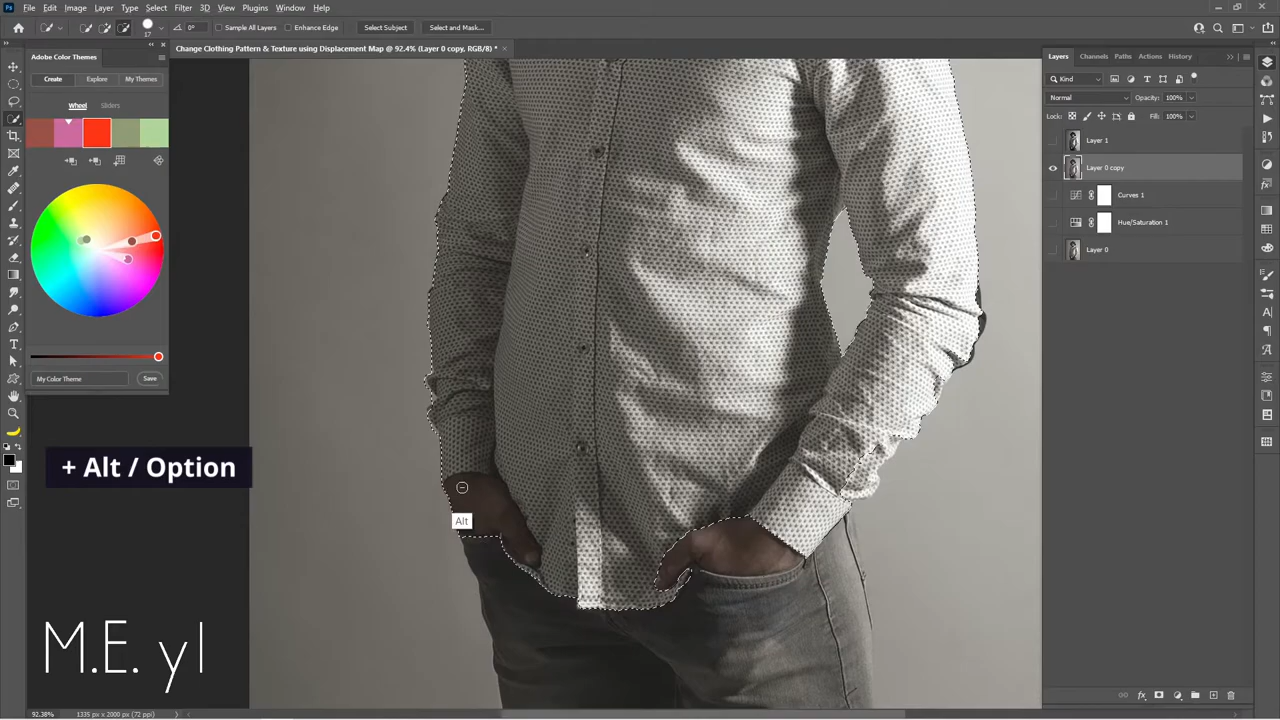 File Edit Image Layer Type Select Filter 3D View Plugins Window Help
17 0° Sample All Layers Enhance Edge Select Subject Select and Mask...
Change Clothing Pattern & Texture using Displacement Map @ 92.4% (Layer 0 copy, RGB/8) *
Adobe Color Themes
Create Explore My Themes
Wheel Sliders
My Color Theme Save
+ Alt / Option
Alt
M.E. yl
92.38% 1335 px x 2000 px (72 ppi)
Layers Channels Paths Actions History
Kind
Normal Opacity: 100%
Lock: Fill: 100%
Layer 1
Layer 0 copy
Curves 1
Hue/Saturation 1
Layer 0